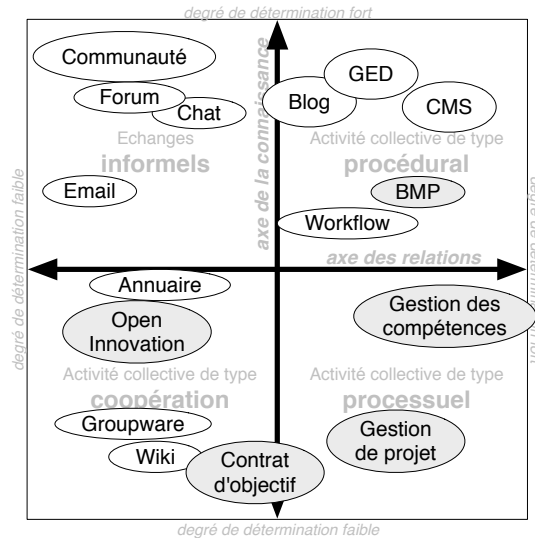 degré de détermination fort
Communauté
GED
Forum
Blog
CMS
Chat
axe de la connaissance
Echanges
informels
Activité collective de type
procédural
Email
BMP
Workflow
axe des relations
degré de détermination faible
Annuaire
Gestion des
compétences
Open
Innovation
Activité collective de type
coopération
Activité collective de type
processuel
Groupware
Gestion
de projet
Wiki
Contrat
d'objectif
degré de détermination faible